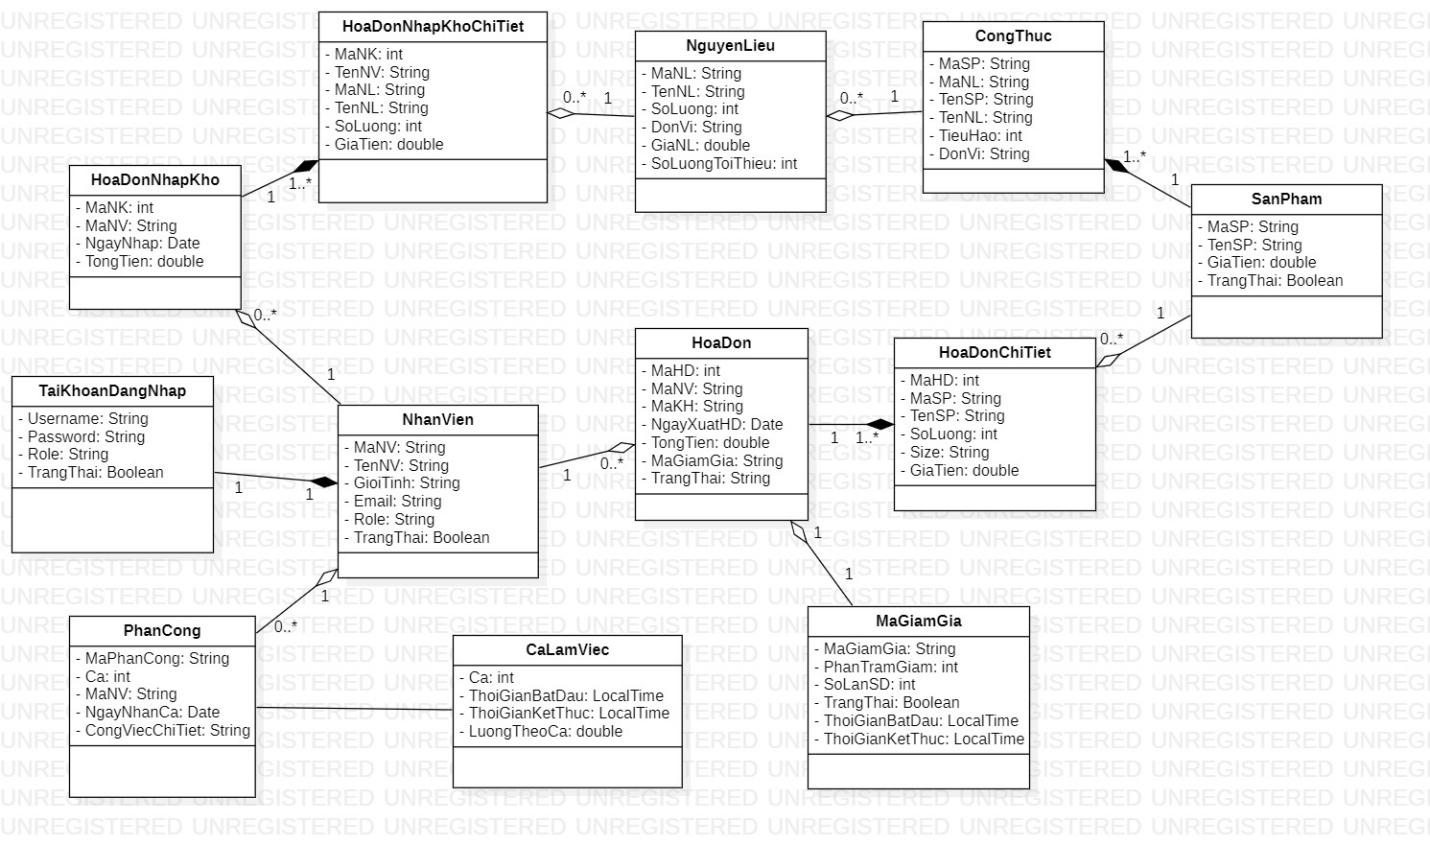 HoaDonNhapKhoChiTiet
- MaNK: int
- TenNV: String
- MaNL: String
- TenNL: String
- SoLuong: int
- GiaTien: double
0..* 1
NguyenLieu
- MaNL: String
- TenNL: String
- SoLuong: int
- DonVi: String
- GiaNL: double
- SoLuongToiThieu: int
0..* 1
CongThuc
- MaSP: String
- MaNL: String
- TenSP: String
- TenNL: String
- TieuHao: int
- DonVi: String
1..*
1
SanPham
- MaSP: String
- TenSP: String
- GiaTien: double
- TrangThai: Boolean
1
0..*
HoaDonNhapKho
- MaNK: int
- MaNV: String
- NgayNhap: Date
- TongTien: double
1..*
1
0..*
1
HoaDon
- MaHD: int
- MaNV: String
- MaKH: String
- NgayXuatHD: Date
- TongTien: double
- MaGiamGia: String
- TrangThai: String
1 1..*
HoaDonChiTiet
- MaHD: int
- MaSP: String
- TenSP: String
- SoLuong: int
- Size: String
- GiaTien: double
TaiKhoanDangNhap
- Username: String
- Password: String
- Role: String
- TrangThai: Boolean
1 1
NhanVien
- MaNV: String
- TenNV: String
- GioiTinh: String
- Email: String
- Role: String
- TrangThai: Boolean
0..*
1
1
1
1
0..*
PhanCong
- MaPhanCong: String
- Ca: int
- MaNV: String
- NgayNhanCa: Date
- CongViecChiTiet: String
CaLamViec
- Ca: int
- ThoiGianBatDau: LocalTime
- ThoiGianKetThuc: LocalTime
- LuongTheoCa: double
MaGiamGia
- MaGiamGia: String
- PhanTramGiam: int
- SoLanSD: int
- TrangThai: Boolean
- ThoiGianBatDau: LocalTime
- ThoiGianKetThuc: LocalTime
UNREGISTERED